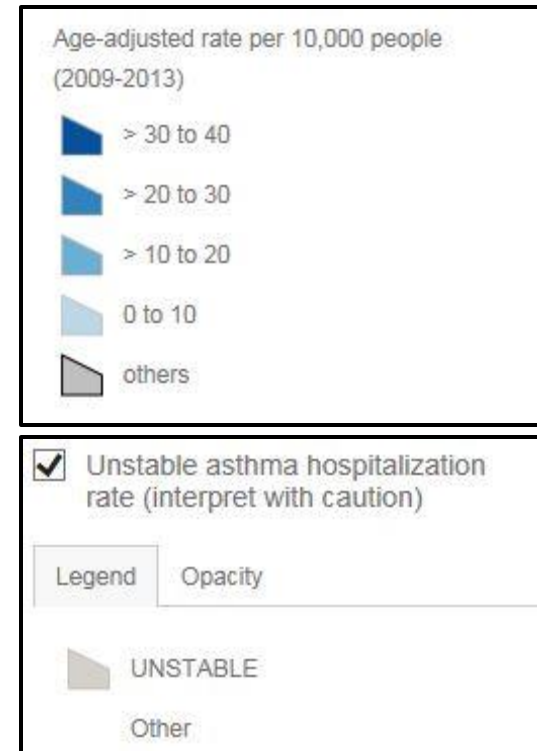 Age-adjusted rate per 10,000 people
(2009-2013)
> 30 to 40
> 20 to 30
> 10 to 20
0 to 10
others
Unstable asthma hospitalization
rate (interpret with caution)
Legend Opacity
UNSTABLE
Other